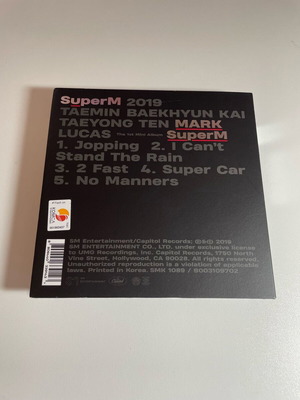 SuperM 2019
TAEMIN BAEKHYUN KAI
TAEYONG TEN MARK
LUCAS The 1st Mini Album SuperM
1. Jopping 2. I Can't
Stand The Rain
3. 2 Fast 4. Super Car
5. No Manners
SM Entertainment/Capitol Records; ℗&© 2019
SM ENTERTAINMENT CO., LTD. under exclusive license
to UMG Recordings, Inc. Capitol Records, 1750 North
Vine Street, Hollywood, CA 90028. All rights reserved.
Unauthorized reproduction is a violation of applicable
laws. Printed in Korea. SMK 1089 / B003109702